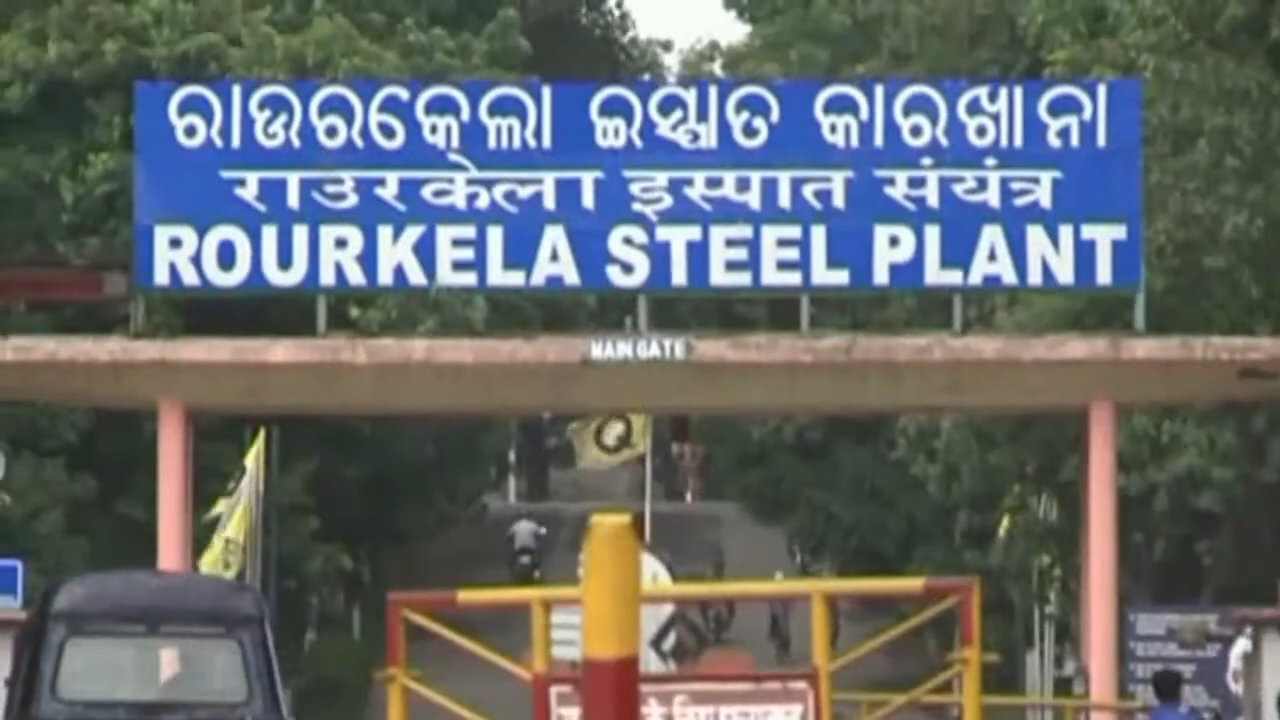 ରାଉରକେଲା ଇସ୍ପାତ କାରଖାନା
राउरकेला इस्पात संयंत्र
ROURKELA STEEL PLANT
MAIN GATE